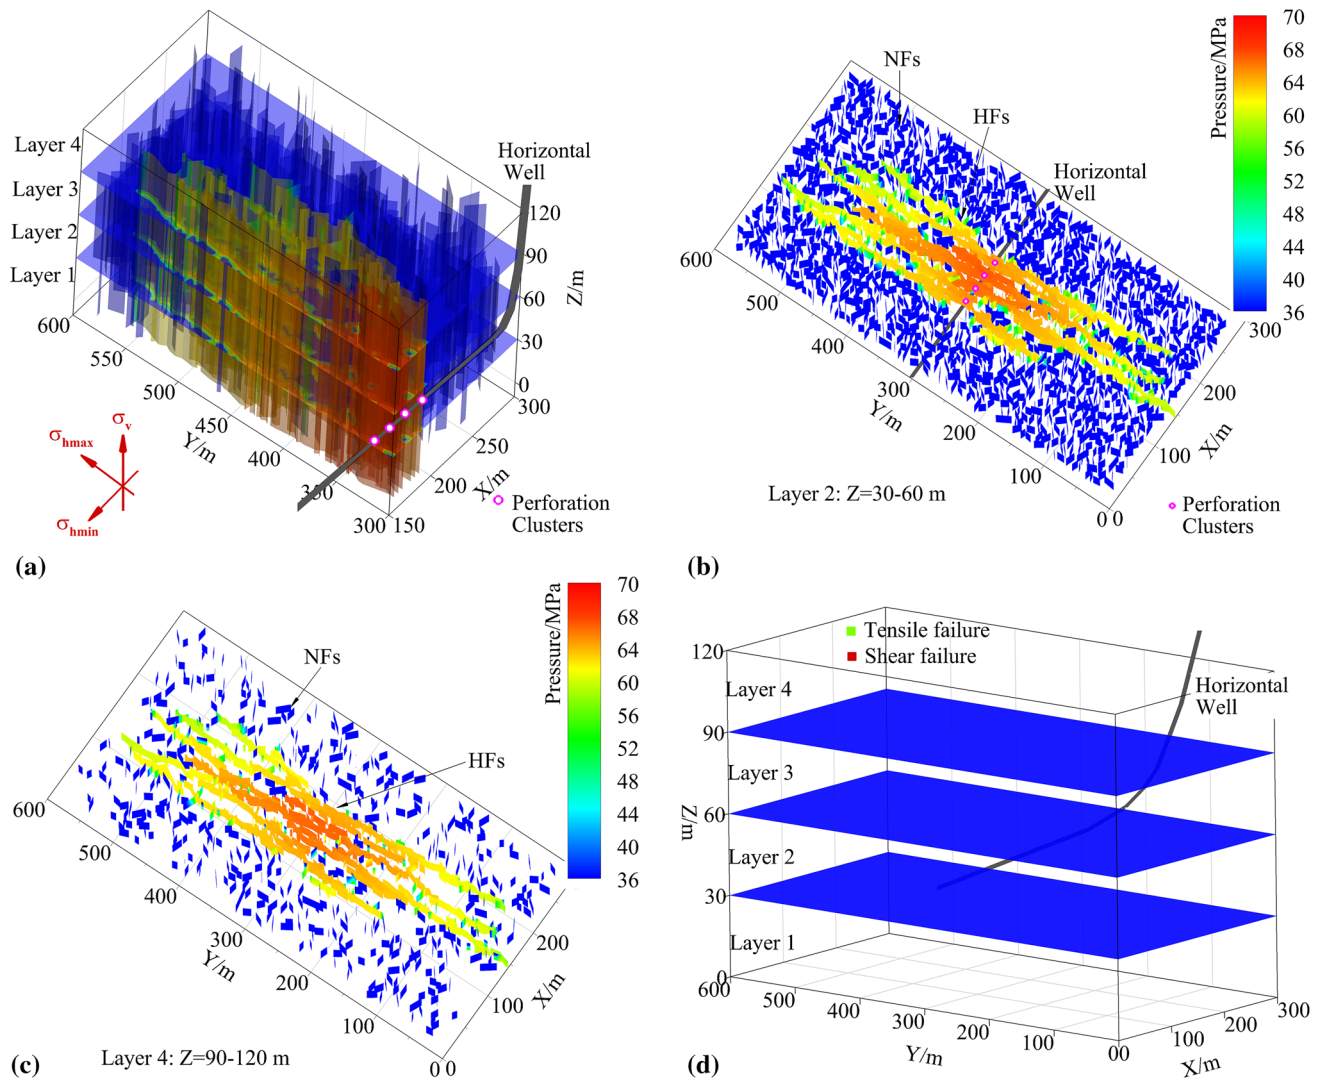 Layer 4
Layer 3
Layer 2
Layer 1
Horizontal
Well
120
90
60
30
0
Z/m
600
550
500
450
400
350
300
Y/m
150
200
250
300
X/m
σv
σhmax
σhmin
Perforation
Clusters
(a)
NFs
HFs
Horizontal
Well
Pressure/MPa
70
68
64
60
56
52
48
44
40
36
600
500
400
300
200
100
0
Y/m
0
100
200
300
X/m
Layer 2: Z=30-60 m
Perforation
Clusters
(b)
NFs
HFs
Pressure/MPa
70
68
64
60
56
52
48
44
40
36
600
500
400
300
200
100
0
Y/m
0
100
200
X/m
Layer 4: Z=90-120 m
(c)
Tensile failure
Shear failure
Horizontal
Well
Layer 4
Layer 3
Layer 2
Layer 1
120
90
60
30
0
Z/m
600
500
400
300
200
100
0
Y/m
0
100
200
300
X/m
(d)